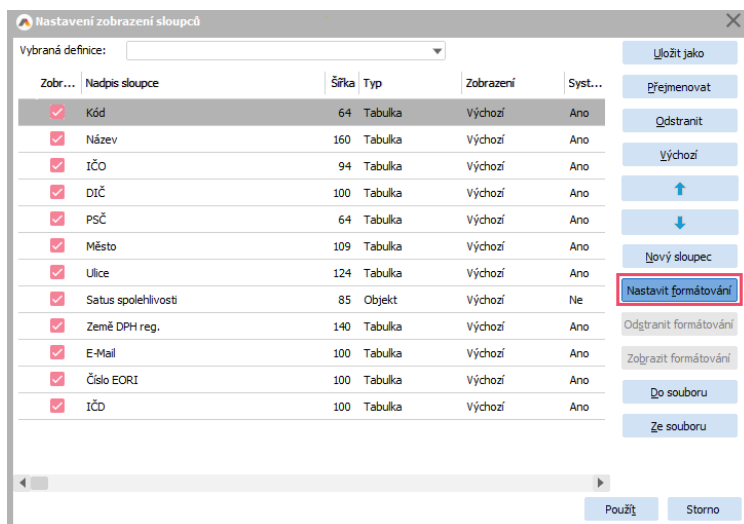 Nastavení zobrazení sloupců
Vybraná definice:
Zobr... Nadpis sloupce Šířka Typ Zobrazení Syst...
Kód 64 Tabulka Výchozí Ano
Název 160 Tabulka Výchozí Ano
IČO 94 Tabulka Výchozí Ano
DIČ 100 Tabulka Výchozí Ano
PSČ 64 Tabulka Výchozí Ano
Město 109 Tabulka Výchozí Ano
Ulice 124 Tabulka Výchozí Ano
Satus spolehlivosti 85 Objekt Výchozí Ne
Země DPH reg. 140 Tabulka Výchozí Ano
E-Mail 100 Tabulka Výchozí Ano
Číslo EORI 100 Tabulka Výchozí Ano
IČD 100 Tabulka Výchozí Ano
Uložit jako
Přejmenovat
Odstranit
Výchozí
Nový sloupec
Nastavit formátování
Odstranit formátování
Zobrazit formátování
Do souboru
Ze souboru
Použít
Storno